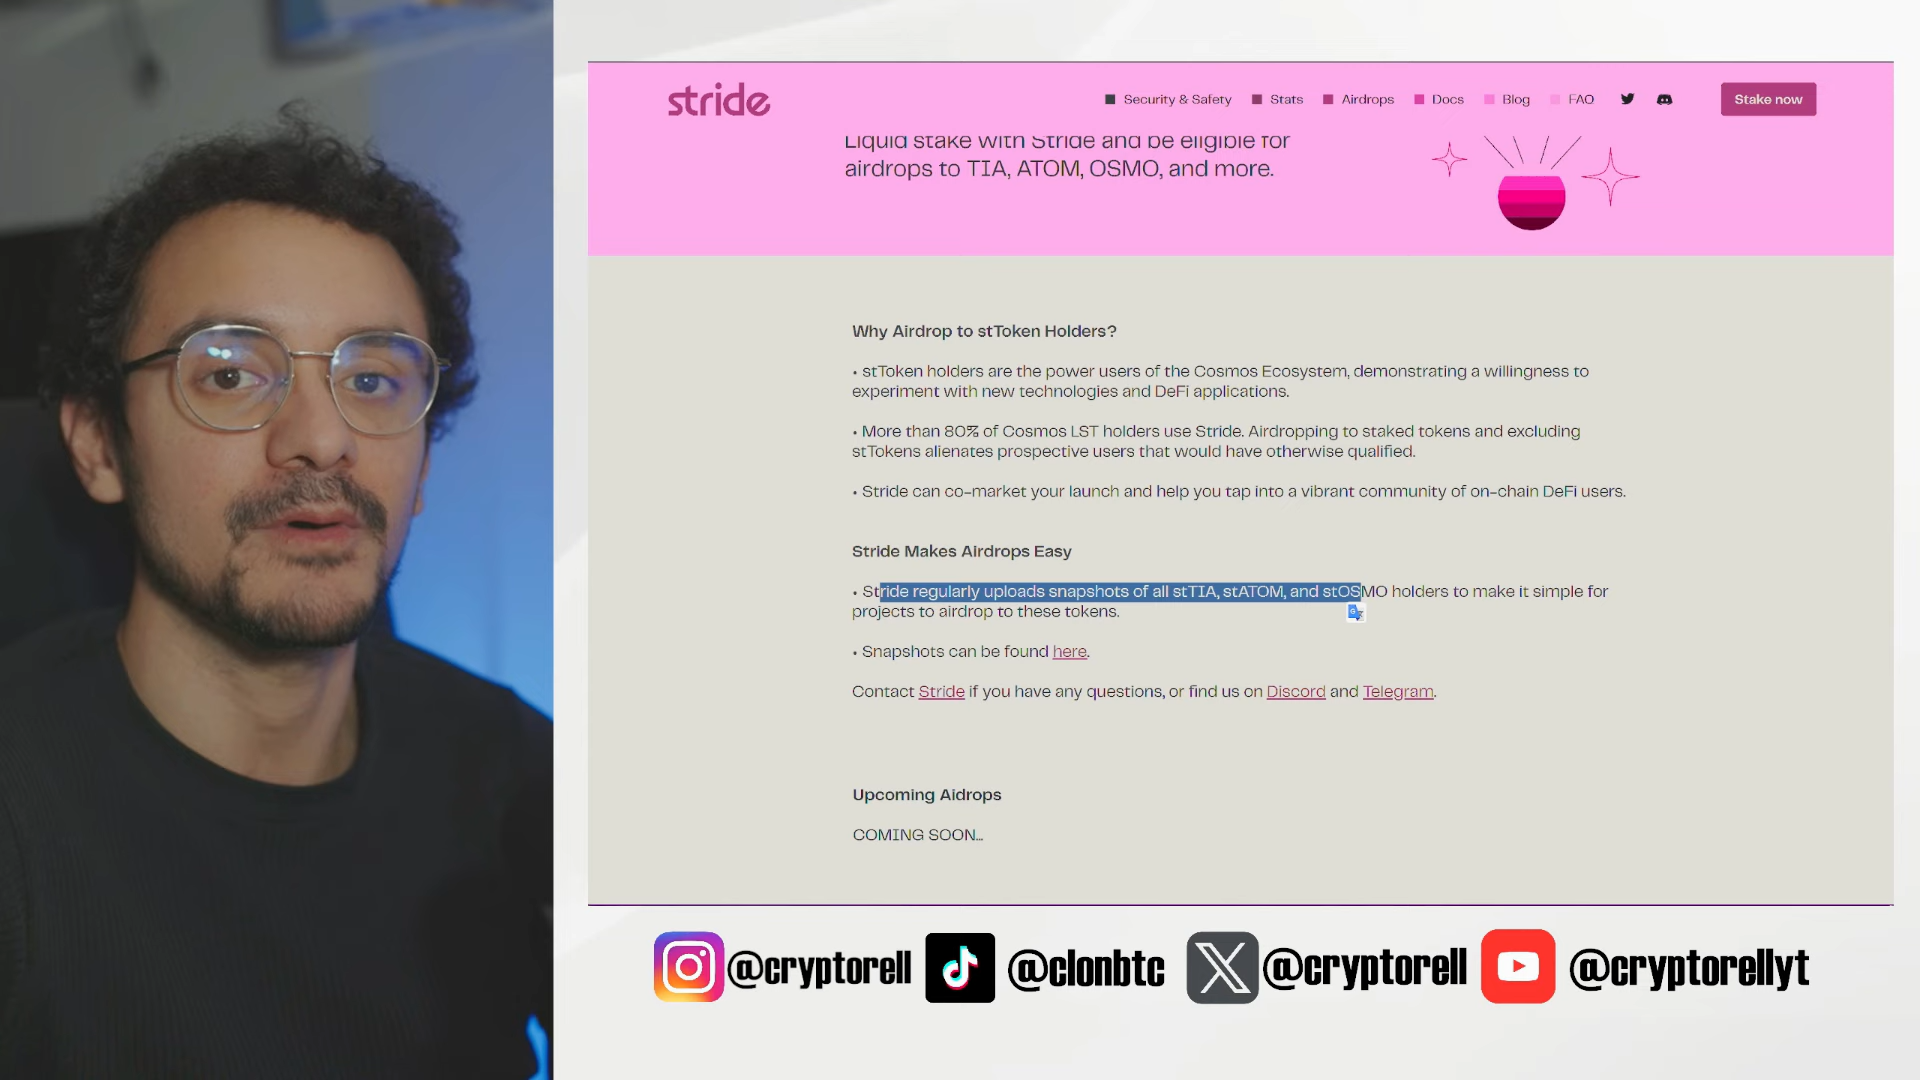 stride
Security & Safety
Stats
Airdrops
Docs
Blog
FAQ
Stake now
Liquid stake with Stride and be eligible for
airdrops to TIA, ATOM, OSMO, and more.
Why Airdrop to stToken Holders?
• stToken holders are the power users of the Cosmos Ecosystem, demonstrating a willingness to
experiment with new technologies and DeFi applications.
• More than 80% of Cosmos LST holders use Stride. Airdropping to staked tokens and excluding
stTokens alienates prospective users that would have otherwise qualified.
• Stride can co-market your launch and help you tap into a vibrant community of on-chain DeFi users.
Stride Makes Airdrops Easy
• Stride regularly uploads snapshots of all stTIA, stATOM, and stOSMO holders to make it simple for
projects to airdrop to these tokens.
• Snapshots can be found here.
Contact Stride if you have any questions, or find us on Discord and Telegram.
Upcoming Aidrops
COMING SOON...
@cryptorell
@clonbtc
@cryptorell
@cryptorellyt